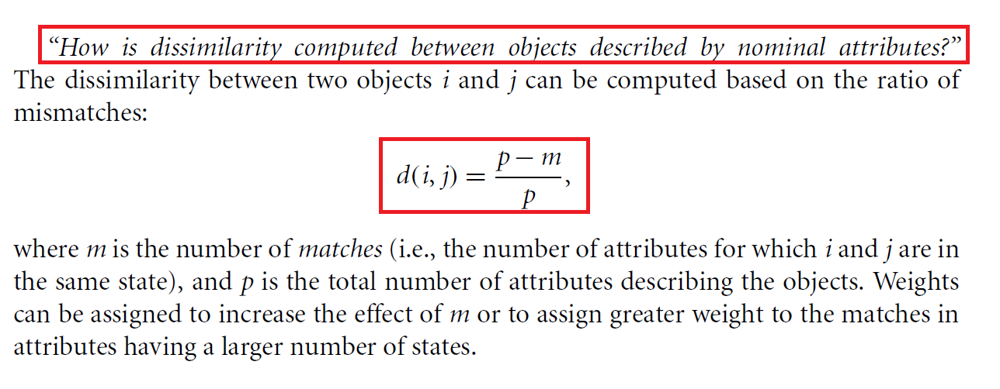 “How is dissimilarity computed between objects described by nominal attributes?”
The dissimilarity between two objects i and j can be computed based on the ratio of
mismatches:
d(i, j) = \frac{p − m}{p},
where m is the number of matches (i.e., the number of attributes for which i and j are in
the same state), and p is the total number of attributes describing the objects. Weights
can be assigned to increase the effect of m or to assign greater weight to the matches in
attributes having a larger number of states.